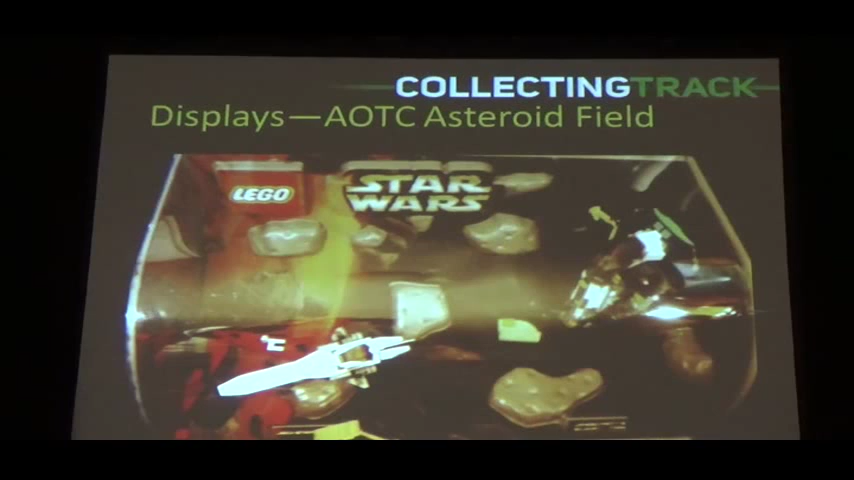 COLLECTINGTRACK
Displays—AOTC Asteroid Field
LEGO
STAR
WARS